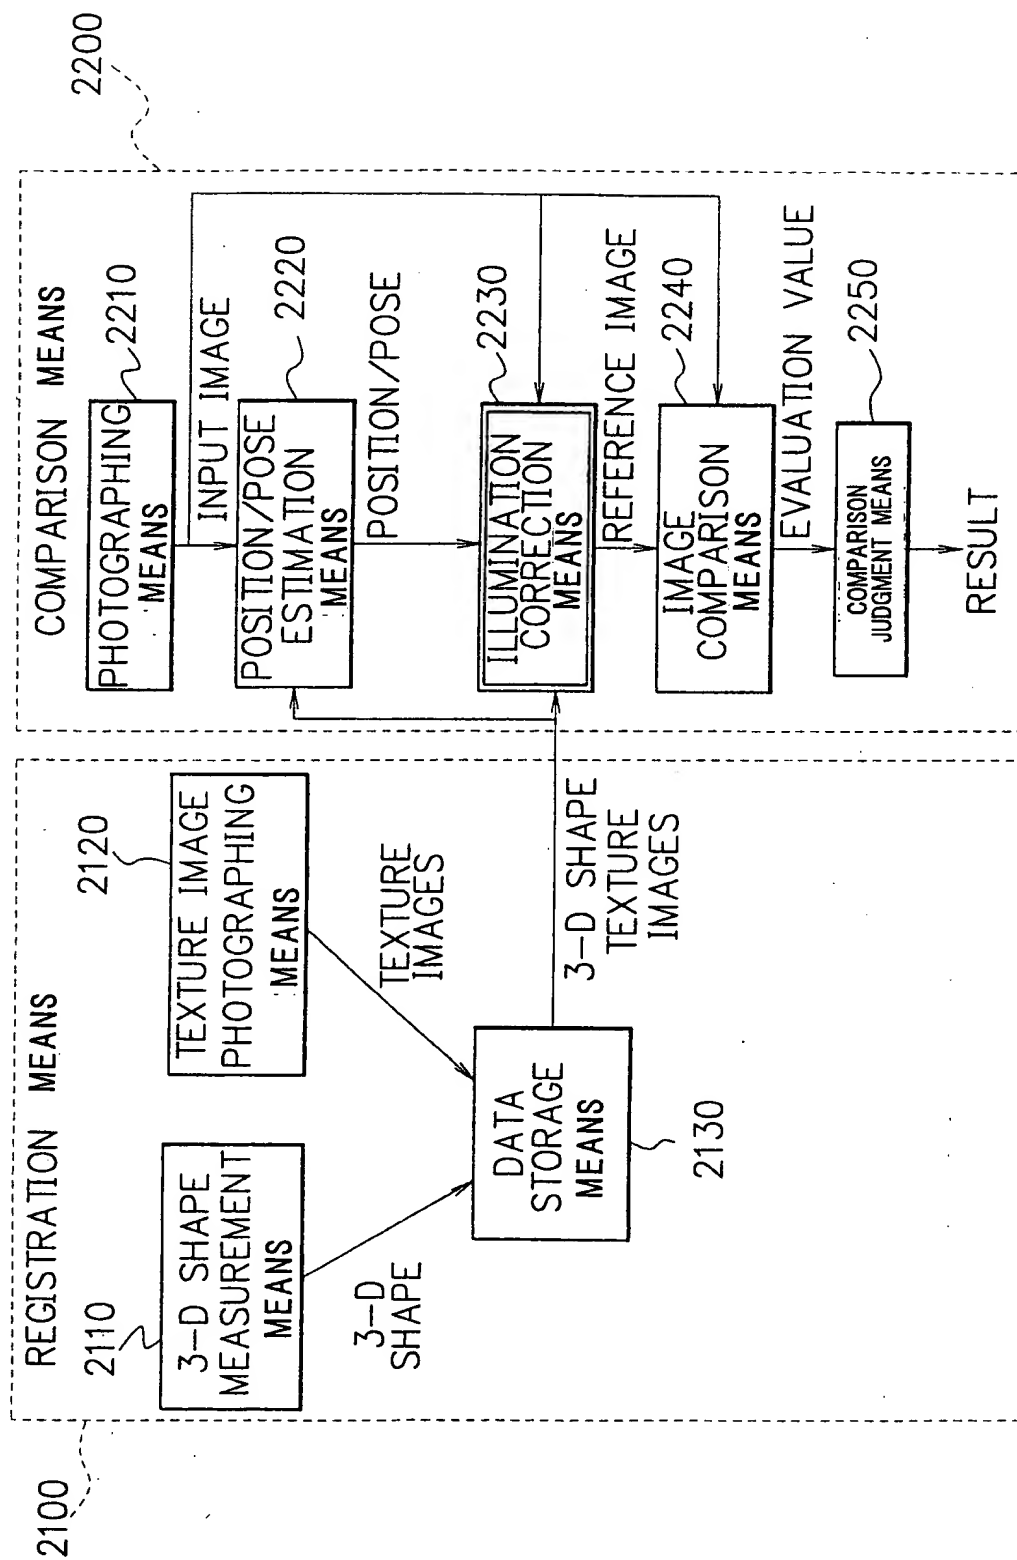 2100
REGISTRATION MEANS
2110
3-D SHAPE
MEASUREMENT
MEANS
2120
TEXTURE IMAGE
PHOTOGRAPHING
MEANS
3-D
SHAPE
TEXTURE
IMAGES
DATA
STORAGE
MEANS
2130
3-D SHAPE
TEXTURE
IMAGES
2200
COMPARISON MEANS
PHOTOGRAPHING
MEANS
2210
INPUT IMAGE
POSITION/POSE
ESTIMATION
MEANS
2220
POSITION/POSE
ILLUMINATION
CORRECTION
MEANS
2230
REFERENCE IMAGE
IMAGE
COMPARISON
MEANS
2240
EVALUATION VALUE
COMPARISON
JUDGMENT MEANS
2250
RESULT